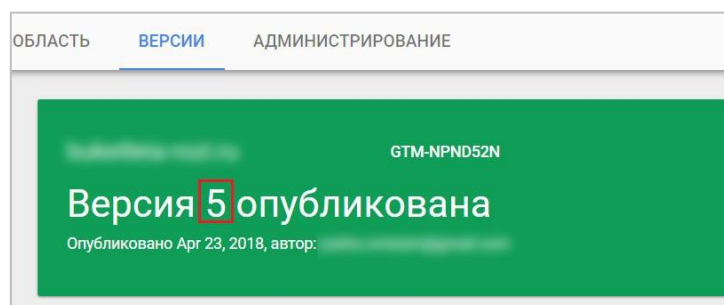 ОБЛАСТЬ ВЕРСИИ АДМИНИСТРИРОВАНИЕ
GTM-NPND52N
Версия 5 опубликована
Опубликовано Apr 23, 2018, автор: